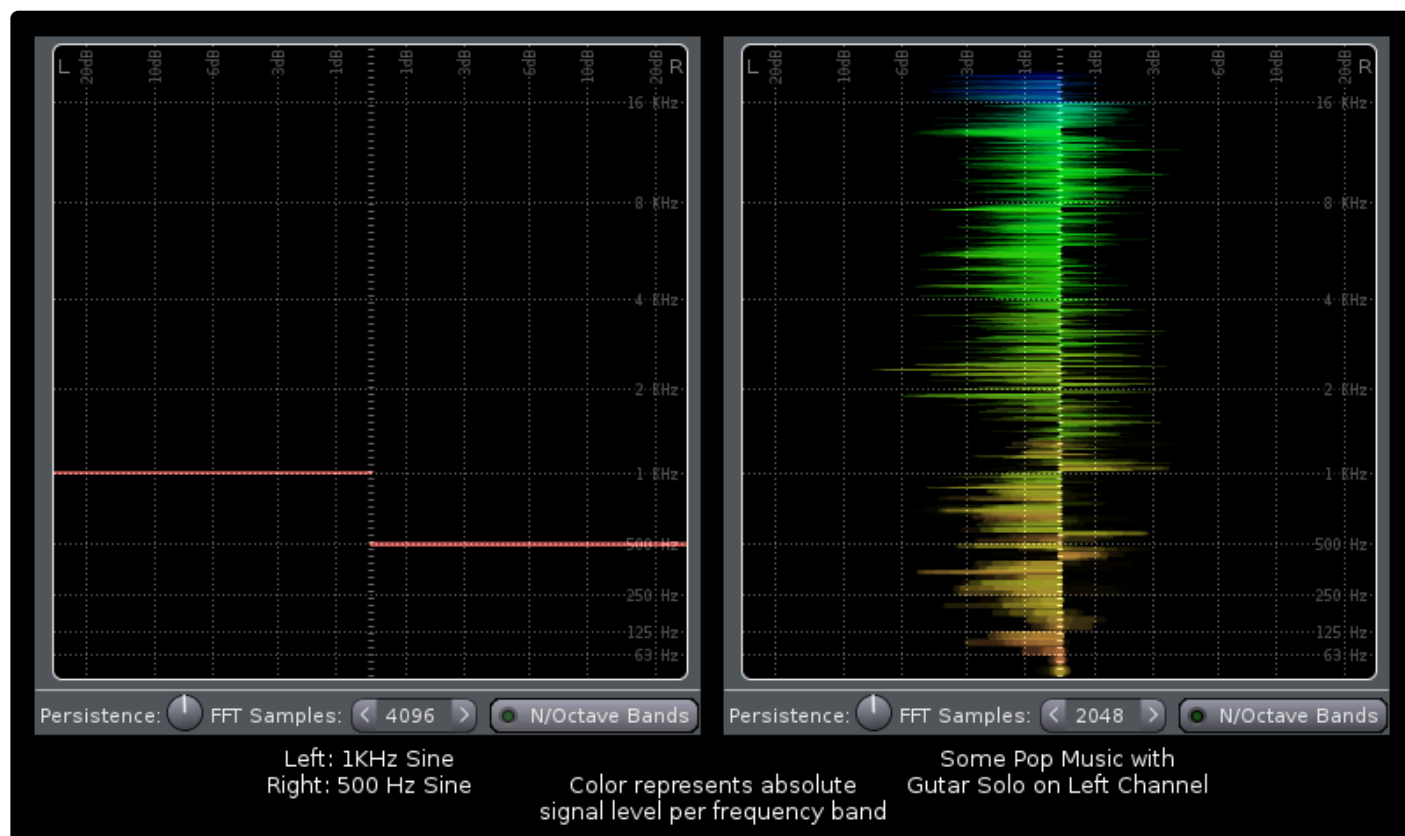 L 20dB 10dB 6dB 3dB 1dB 1dB 3dB 6dB 10dB 20dB R
16 KHz
8 KHz
4 KHz
2 KHz
1 KHz
500 Hz
250 Hz
125 Hz
63 Hz
Persistence: FFT Samples: < 4096 > N/Octave Bands
L 20dB 10dB 6dB 3dB 1dB 1dB 3dB 6dB 10dB 20dB R
16 KHz
8 KHz
4 KHz
2 KHz
1 KHz
500 Hz
250 Hz
125 Hz
63 Hz
Persistence: FFT Samples: < 2048 > N/Octave Bands
Left: 1KHz Sine
Right: 500 Hz Sine
Color represents absolute
signal level per frequency band
Some Pop Music with
Gutar Solo on Left Channel